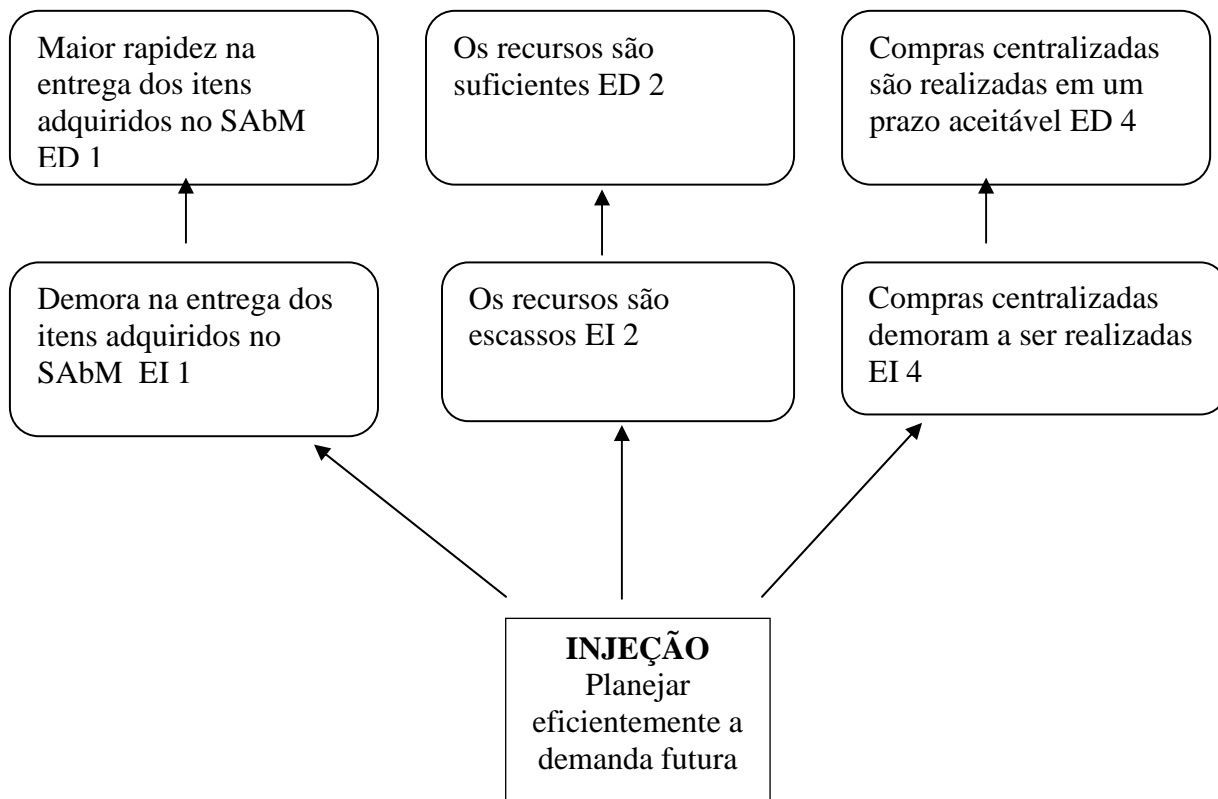 Maior rapidez na
entrega dos itens
adquiridos no SAbM
ED 1
Os recursos são
suficientes ED 2
Compras centralizadas
são realizadas em um
prazo aceitável ED 4
Demora na entrega dos
itens adquiridos no
SAbM  EI 1
Os recursos são
escassos EI 2
Compras centralizadas
demoram a ser realizadas
EI 4
INJEÇÃO
Planejar
eficientemente a
demanda futura